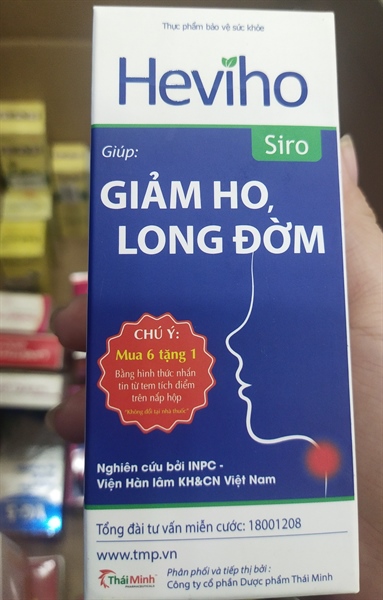 Thực phẩm bảo vệ sức khỏe
Heviho
Siro
Giúp:
GIẢM HO,
LONG ĐỜM
CHÚ Ý:
Mua 6 tặng 1
Bằng hình thức nhắn
tin từ tem tích điểm
trên nắp hộp
"Không đổi tại nhà thuốc"
Nghiên cứu bởi INPC -
Viện Hàn lâm KH&CN Việt Nam
Tổng đài tư vấn miễn cước: 18001208
www.tmp.vn
Thái Minh
Phân phối và tiếp thị bởi:
Công ty cổ phần Dược phẩm Thái Minh